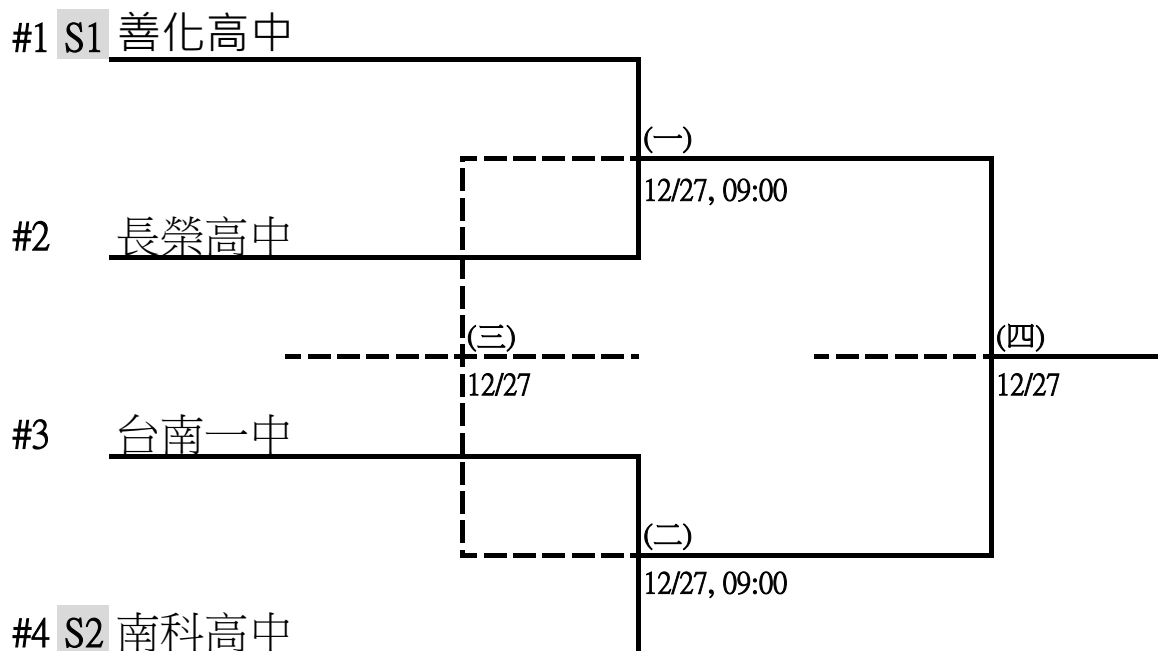 #1 S1 善化高中
(一)
12/27, 09:00
#2 長榮高中
(三)
12/27
(四)
12/27
#3 台南一中
(二)
12/27, 09:00
#4 S2 南科高中